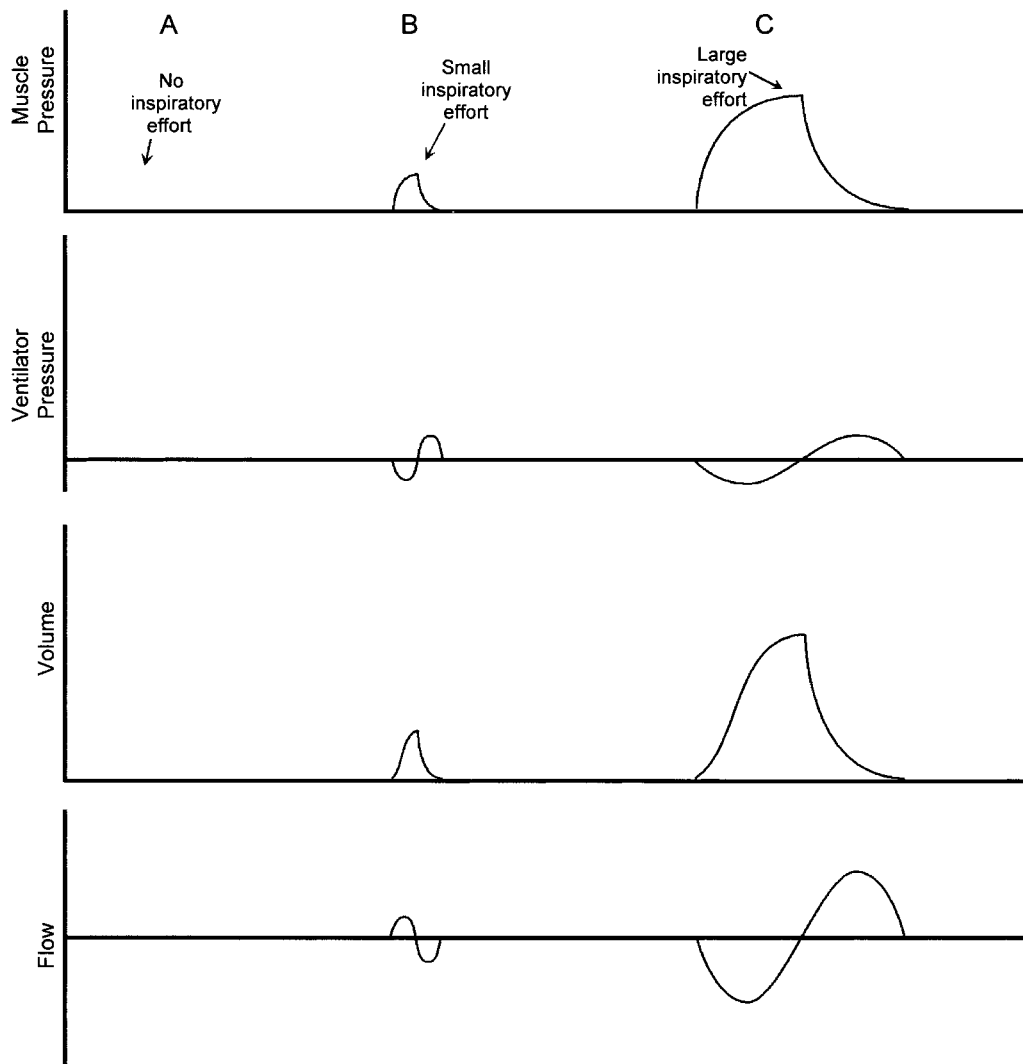 A
B
C
No
inspiratory
effort
Small
inspiratory
effort
Large
inspiratory
effort
Muscle
Pressure
Ventilator
Pressure
Volume
Flow